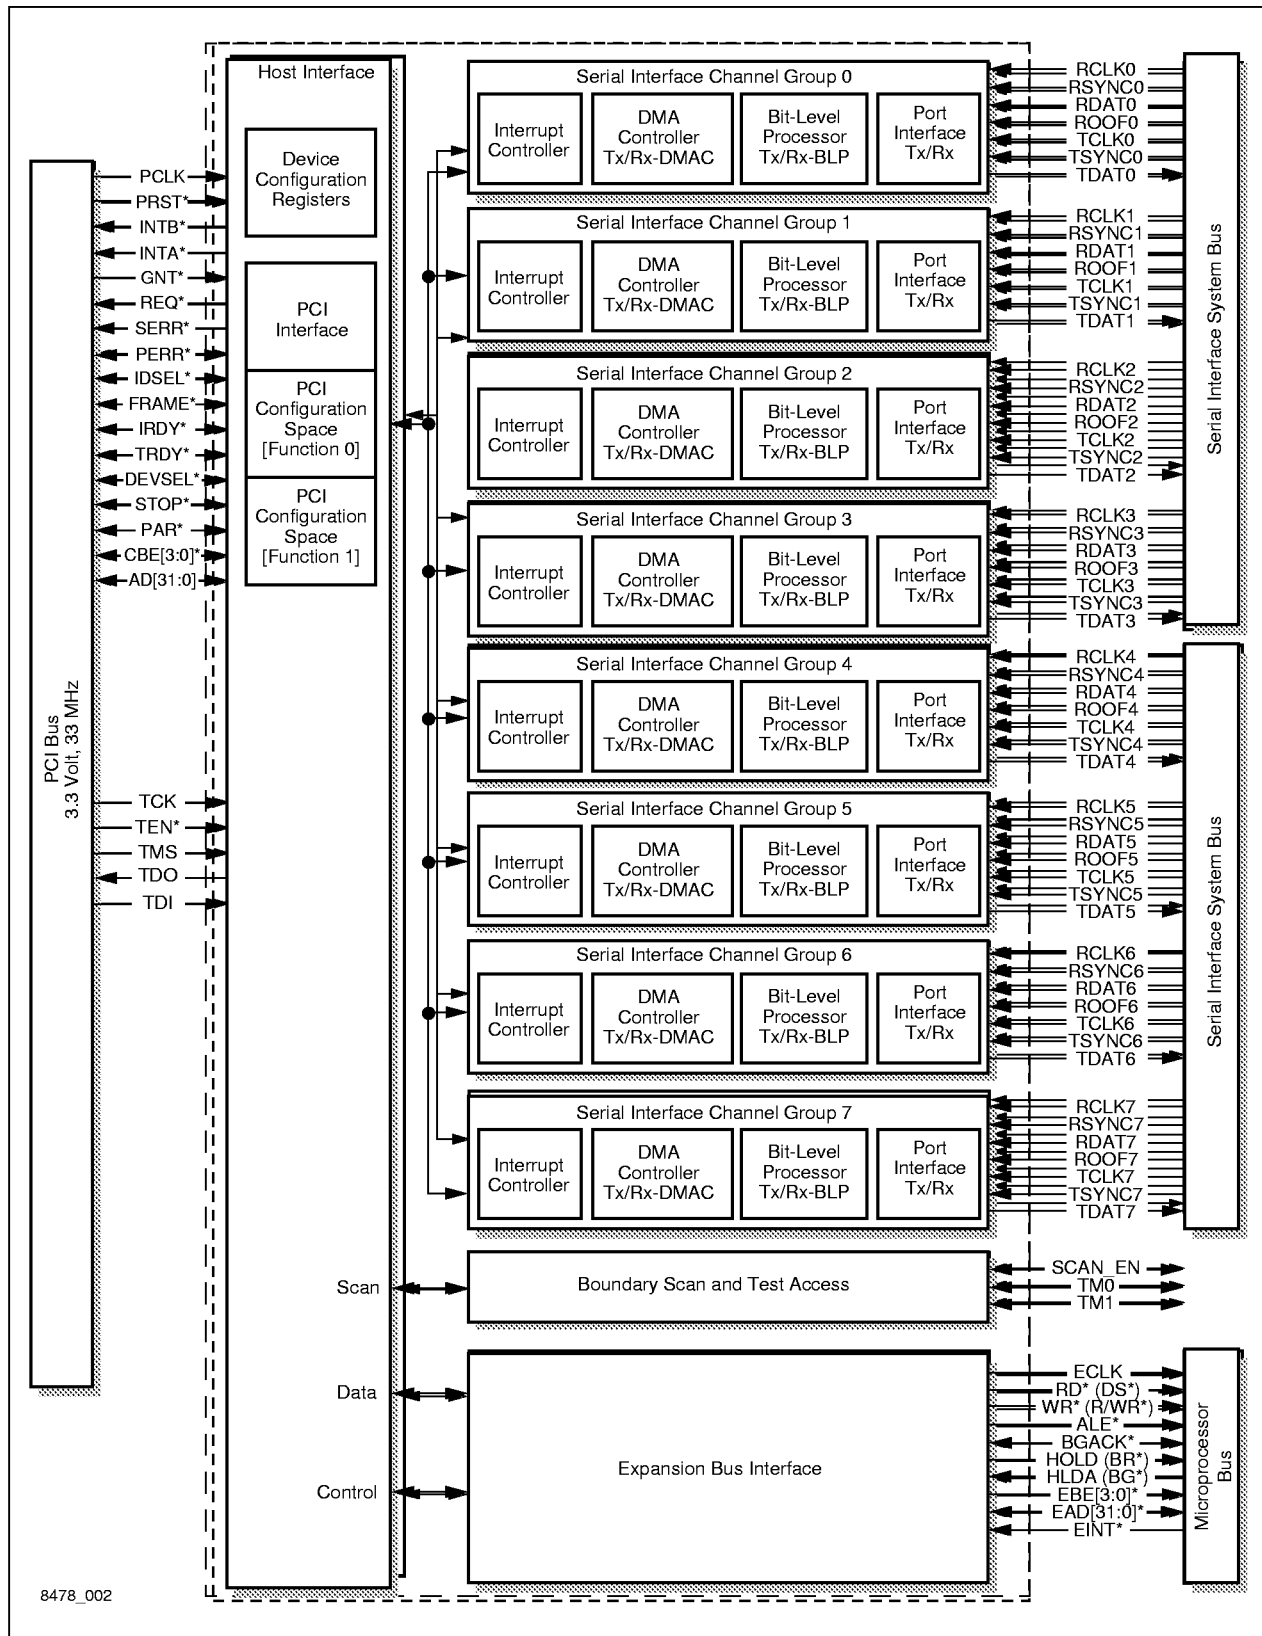 Host Interface
Device
Configuration
Registers
PCI
Interface
PCI
Configuration
Space
[Function 0]
PCI
Configuration
Space
[Function 1]
Scan
Data
Control
PCI Bus
3.3 Volt, 33 MHz
PCLK
PRST*
INTB*
INTA*
GNT*
REQ*
SERR*
PERR*
IDSEL*
FRAME*
IRDY*
TRDY*
DEVSEL*
STOP*
PAR*
CBE[3:0]*
AD[31:0]
TCK
TEN*
TMS
TDO
TDI
Serial Interface Channel Group 0
Interrupt
Controller
DMA
Controller
Tx/Rx-DMAC
Bit-Level
Processor
Tx/Rx-BLP
Port
Interface
Tx/Rx
RCLK0
RSYNC0
RDAT0
ROOF0
TCLK0
TSYNC0
TDAT0
Serial Interface Channel Group 1
Interrupt
Controller
DMA
Controller
Tx/Rx-DMAC
Bit-Level
Processor
Tx/Rx-BLP
Port
Interface
Tx/Rx
RCLK1
RSYNC1
RDAT1
ROOF1
TCLK1
TSYNC1
TDAT1
Serial Interface Channel Group 2
Interrupt
Controller
DMA
Controller
Tx/Rx-DMAC
Bit-Level
Processor
Tx/Rx-BLP
Port
Interface
Tx/Rx
RCLK2
RSYNC2
RDAT2
ROOF2
TCLK2
TSYNC2
TDAT2
Serial Interface Channel Group 3
Interrupt
Controller
DMA
Controller
Tx/Rx-DMAC
Bit-Level
Processor
Tx/Rx-BLP
Port
Interface
Tx/Rx
RCLK3
RSYNC3
RDAT3
ROOF3
TCLK3
TSYNC3
TDAT3
Serial Interface System Bus
Serial Interface Channel Group 4
Interrupt
Controller
DMA
Controller
Tx/Rx-DMAC
Bit-Level
Processor
Tx/Rx-BLP
Port
Interface
Tx/Rx
RCLK4
RSYNC4
RDAT4
ROOF4
TCLK4
TSYNC4
TDAT4
Serial Interface Channel Group 5
Interrupt
Controller
DMA
Controller
Tx/Rx-DMAC
Bit-Level
Processor
Tx/Rx-BLP
Port
Interface
Tx/Rx
RCLK5
RSYNC5
RDAT5
ROOF5
TCLK5
TSYNC5
TDAT5
Serial Interface Channel Group 6
Interrupt
Controller
DMA
Controller
Tx/Rx-DMAC
Bit-Level
Processor
Tx/Rx-BLP
Port
Interface
Tx/Rx
RCLK6
RSYNC6
RDAT6
ROOF6
TCLK6
TSYNC6
TDAT6
Serial Interface Channel Group 7
Interrupt
Controller
DMA
Controller
Tx/Rx-DMAC
Bit-Level
Processor
Tx/Rx-BLP
Port
Interface
Tx/Rx
RCLK7
RSYNC7
RDAT7
ROOF7
TCLK7
TSYNC7
TDAT7
Serial Interface System Bus
Boundary Scan and Test Access
SCAN_EN
TM0
TM1
Expansion Bus Interface
ECLK
RD* (DS*)
WR* (R/WR*)
ALE*
BGACK*
HOLD (BR*)
HLDA (BG*)
EBE[3:0]*
EAD[31:0]*
EINT*
Microprocessor
Bus
8478_002